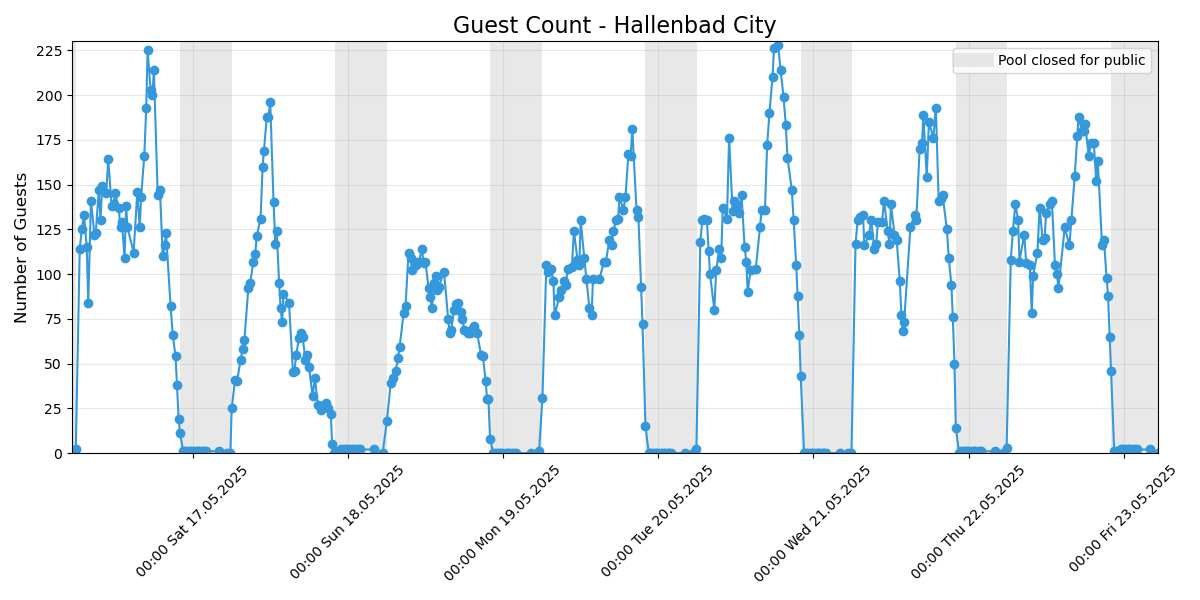 Guest Count - Hallenbad City
Pool closed for public
Number of Guests
225
200
175
150
125
100
75
50
25
0
00:00 Sat 17.05.2025
00:00 Sun 18.05.2025
00:00 Mon 19.05.2025
00:00 Tue 20.05.2025
00:00 Wed 21.05.2025
00:00 Thu 22.05.2025
00:00 Fri 23.05.2025